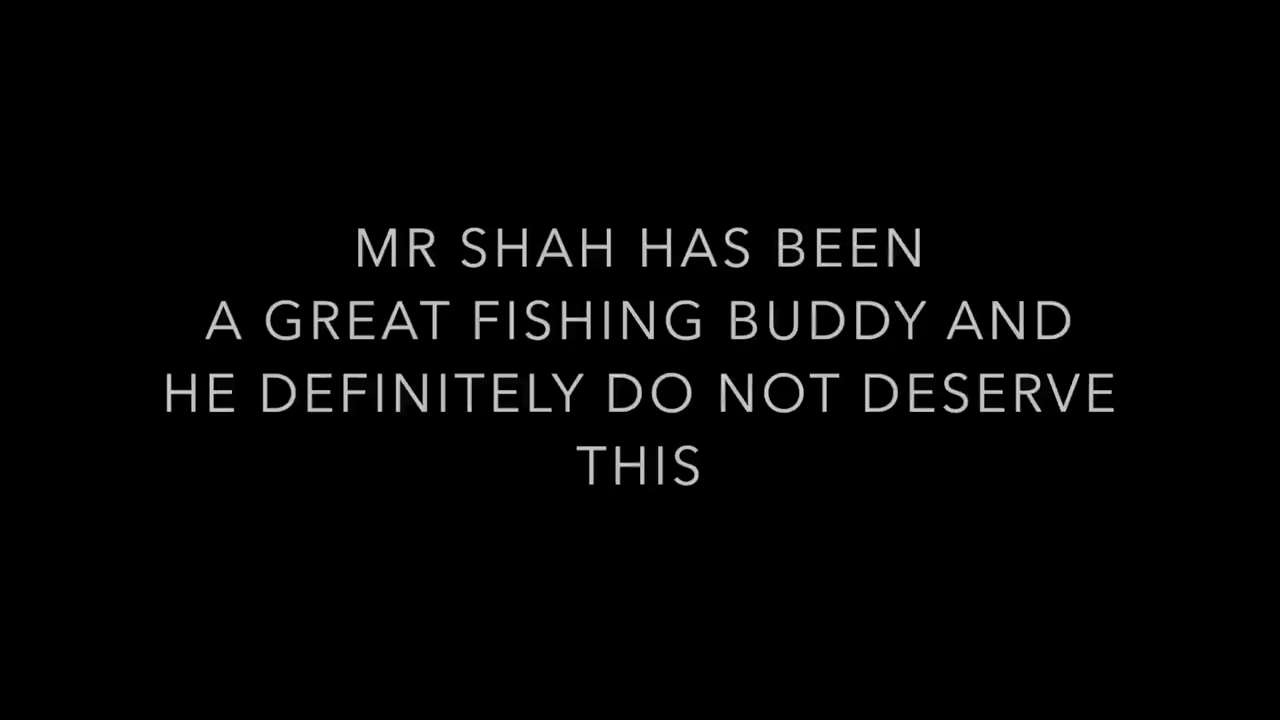 MR SHAH HAS BEEN
A GREAT FISHING BUDDY AND
HE DEFINITELY DO NOT DESERVE
THIS